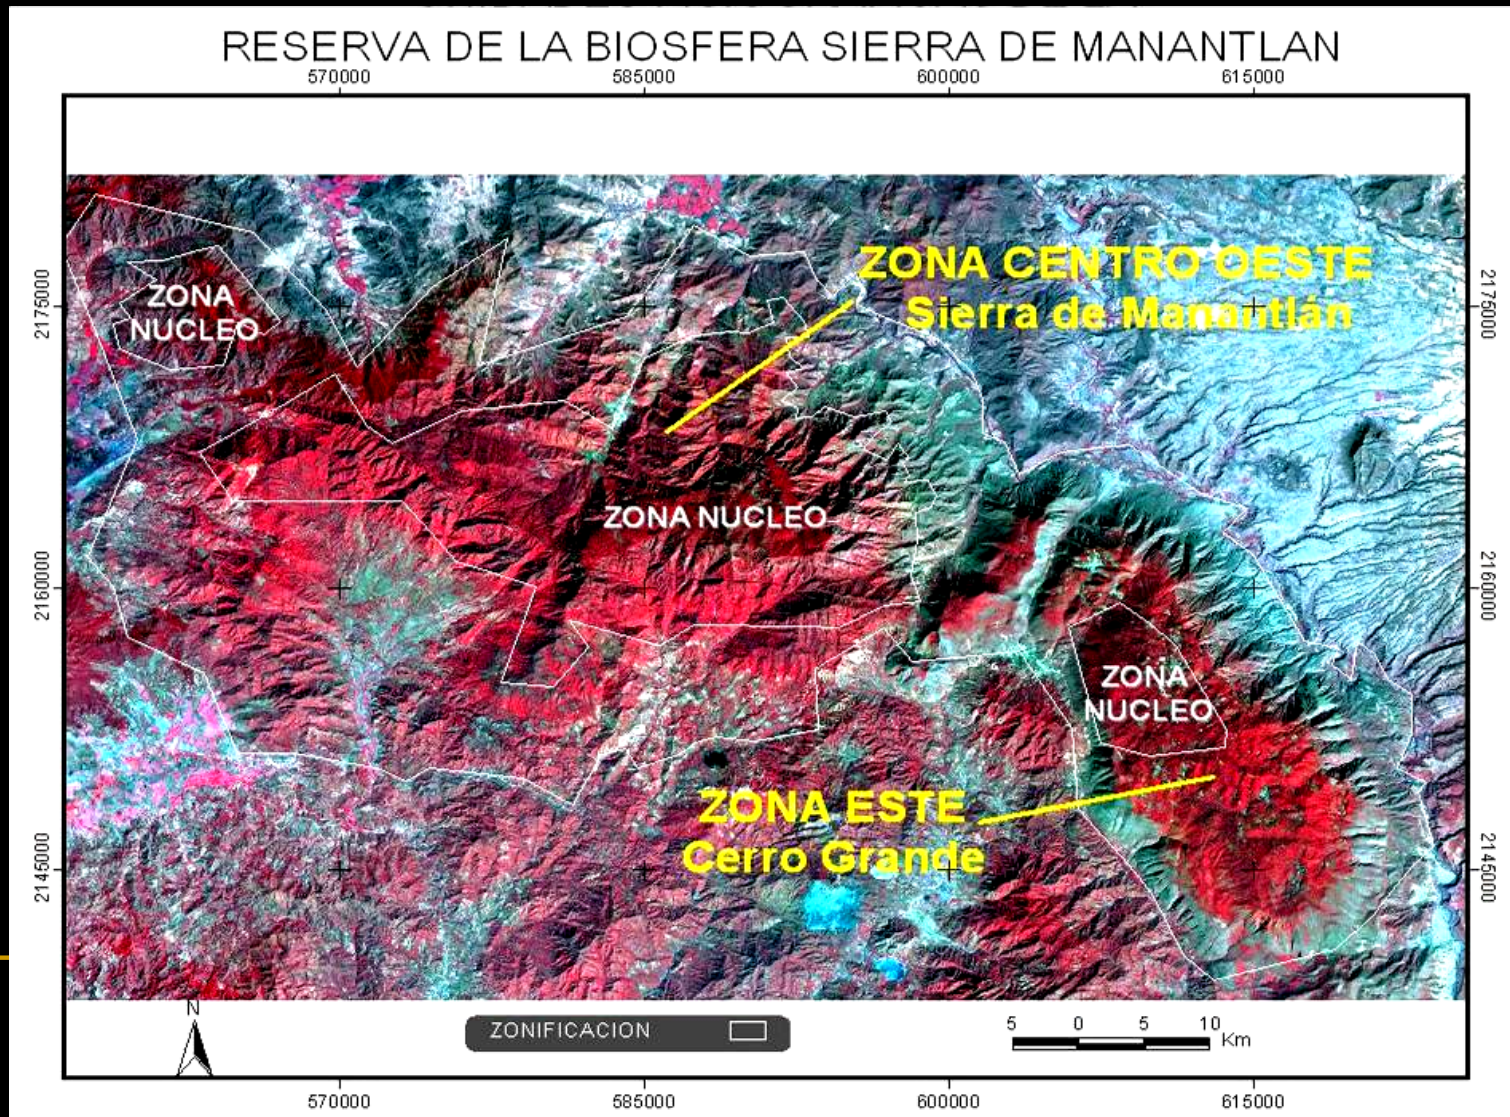 RESERVA DE LA BIOSFERA SIERRA DE MANANTLAN
570000 585000 600000 615000
ZONA CENTRO OESTE
Sierra de Manantlán
ZONA
NUCLEO
2175000 2175000
ZONA NUCLEO
2160000 2160000
ZONA
NUCLEO
ZONA ESTE
Cerro Grande
2145000 2145000
N
ZONIFICACION
5 0 5 10
Km
570000 585000 600000 615000